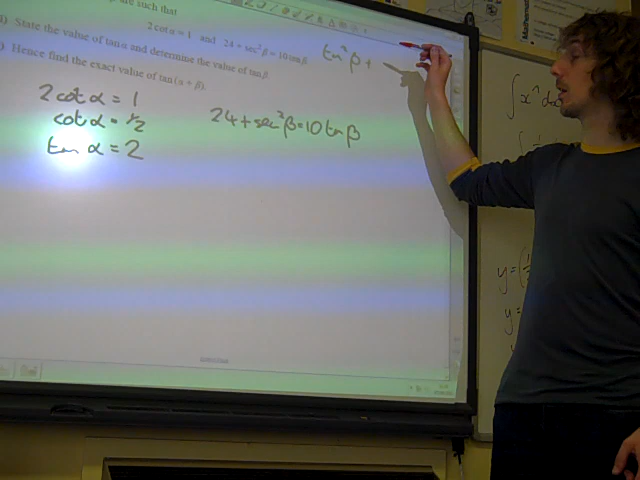 are such that
2 cot α = 1 and 24 + sec² β = 10 tan β.
State the value of tan α and determine the value of tan β.
Hence find the exact value of tan(α + β).
tan² β +
2 cot α = 1
cot α = 1/2
tan α = 2
24 + sec² β = 10 tan β
∫ xⁿ dx
y =
y =